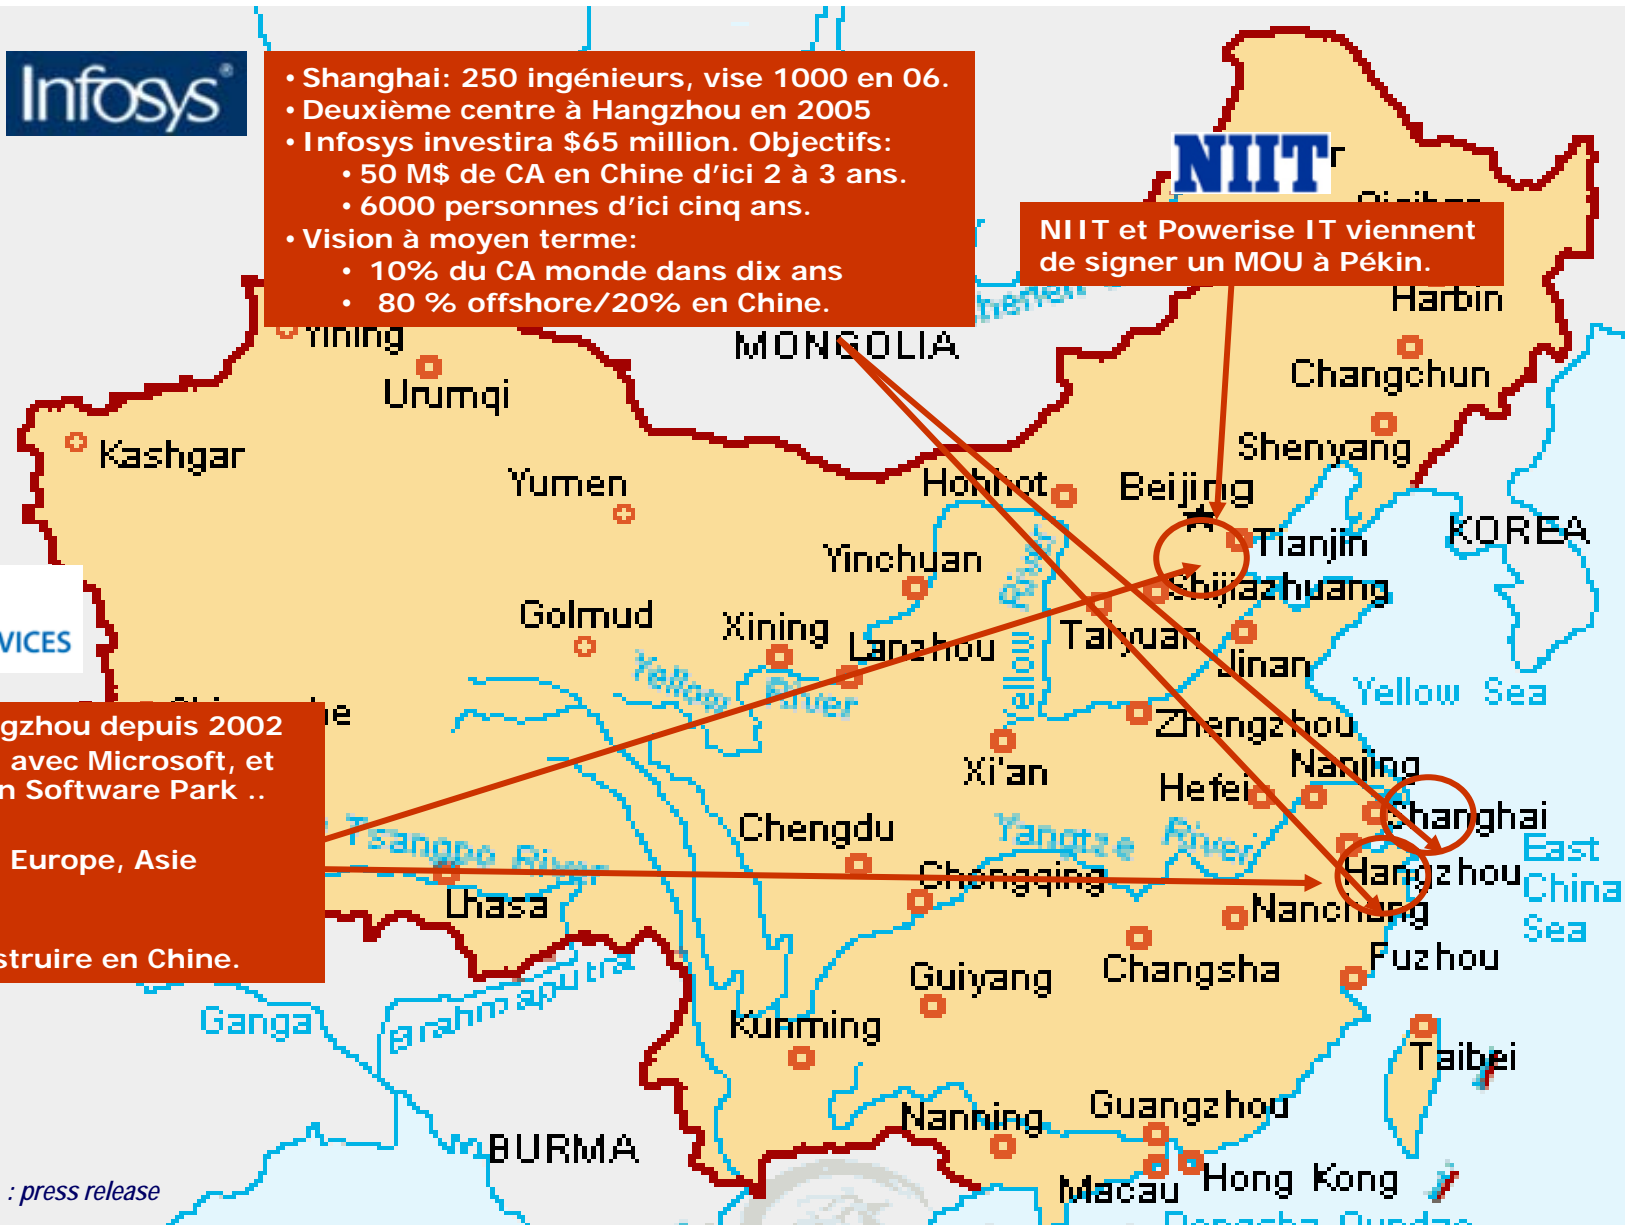 Infosys®
• Shanghai: 250 ingénieurs, vise 1000 en 06.
• Deuxième centre à Hangzhou en 2005
• Infosys investira $65 million. Objectifs:
• 50 M$ de CA en Chine d'ici 2 à 3 ans.
• 6000 personnes d'ici cinq ans.
• Vision à moyen terme:
• 10% du CA monde dans dix ans
• 80 % offshore/20% en Chine.
NIIT
NIIT et Powerise IT viennent
de signer un MOU à Pékin.
Harbin
Yining
MONGOLIA
Changchun
Urumqi
Kashgar
Shenyang
Yumen
Hohhot
Beijing
KOREA
Tianjin
Yinchuan
Yellow River
Shijiazhuang
Golmud
Xining
Lanzhou
Taiyuan
Jinan
VICES
Yellow River
Yellow Sea
gzhou depuis 2002
avec Microsoft, et
n Software Park ..
Europe, Asie
struire en Chine.
Zhengzhou
Xi'an
Nanjing
Hefei
Shanghai
Tsangpo River
Chengdu
Yangtze River
East
China
Sea
Chongqing
Hangzhou
Lhasa
Nanchang
Fuzhou
Guiyang
Changsha
Ganga
Brahmaputra
Kunming
Taibei
Nanning
Guangzhou
BURMA
Macau
Hong Kong
: press release